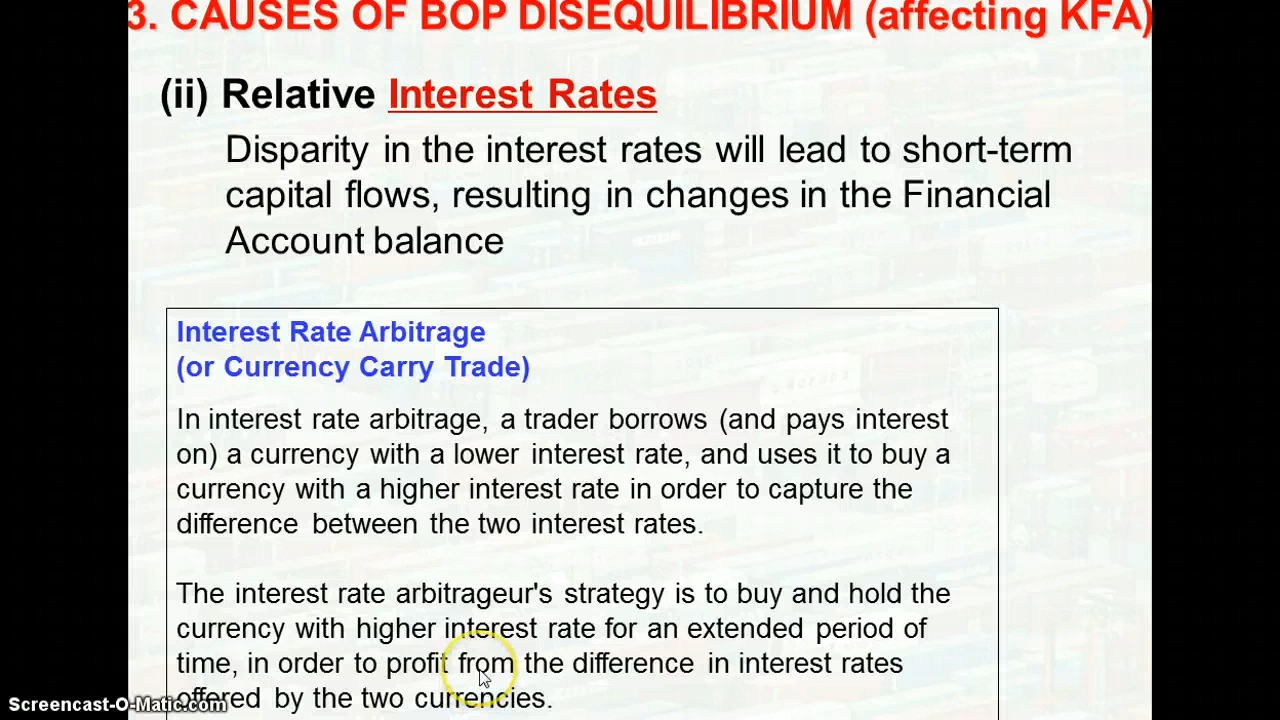 3. CAUSES OF BOP DISEQUILIBRIUM (affecting KFA)
(ii) Relative Interest Rates
Disparity in the interest rates will lead to short-term
capital flows, resulting in changes in the Financial
Account balance
Interest Rate Arbitrage
(or Currency Carry Trade)
In interest rate arbitrage, a trader borrows (and pays interest
on) a currency with a lower interest rate, and uses it to buy a
currency with a higher interest rate in order to capture the
difference between the two interest rates.
The interest rate arbitrageur's strategy is to buy and hold the
currency with higher interest rate for an extended period of
time, in order to profit from the difference in interest rates
offered by the two currencies.
Screencast-O-Matic.com